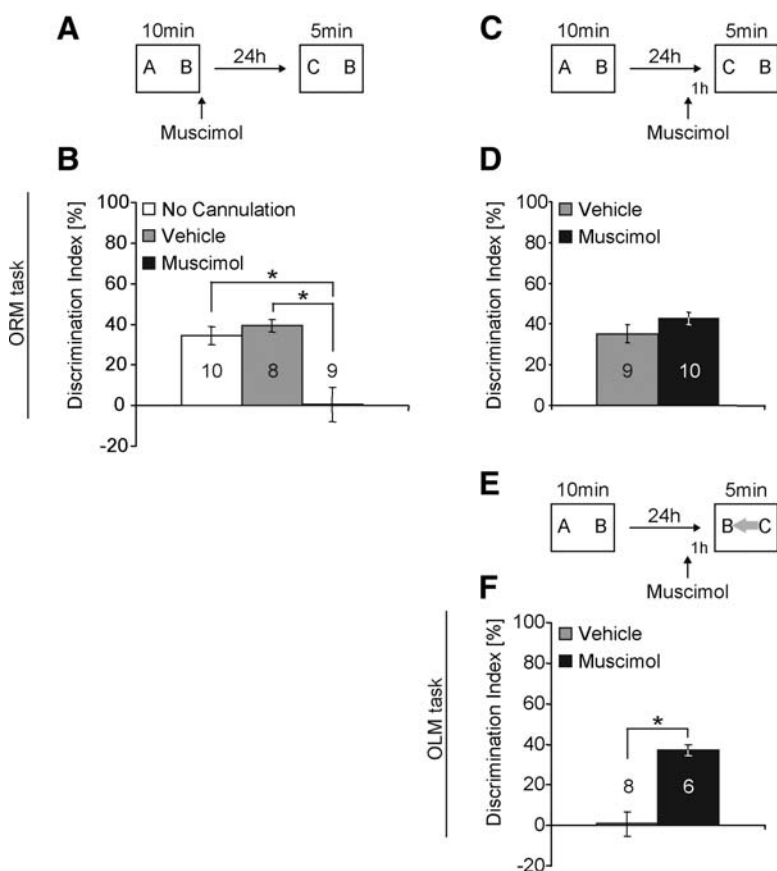 A
10min
5min
A B
24h
C B
Muscimol
B
ORM task
Discrimination Index [%]
100
80
60
40
20
0
-20
No Cannulation
Vehicle
Muscimol
*
*
10
8
9
C
10min
5min
A B
24h
1h
C B
Muscimol
D
Discrimination Index [%]
100
80
60
40
20
0
Vehicle
Muscimol
9
10
E
10min
5min
A B
24h
1h
B C
Muscimol
F
OLM task
Discrimination Index [%]
100
80
60
40
20
0
-20
Vehicle
Muscimol
*
8
6